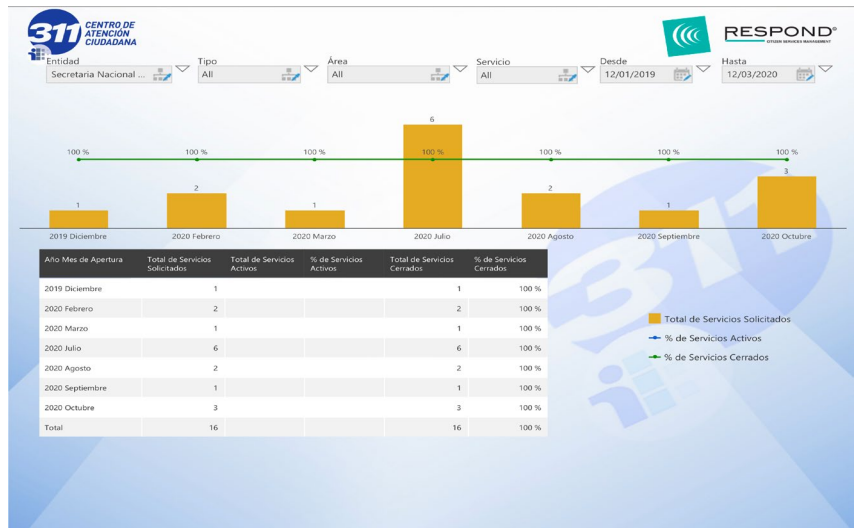 311 CENTRO DE
ATENCIÓN
CIUDADANA
RESPOND®
CITIZEN SERVICES MANAGEMENT
Entidad Tipo Área Servicio Desde Hasta
Secretaria Nacional ... All All All 12/01/2019 12/03/2020
6
100 % 100 % 100 % 100 % 100 % 100 % 100 %
1 2 1 2 1 3
2019 Diciembre 2020 Febrero 2020 Marzo 2020 Julio 2020 Agosto 2020 Septiembre 2020 Octubre
Año Mes de Apertura Total de Servicios Solicitados Total de Servicios Activos % de Servicios Activos Total de Servicios Cerrados % de Servicios Cerrados
2019 Diciembre 1 1 100 %
2020 Febrero 2 2 100 %
2020 Marzo 1 1 100 %
2020 Julio 6 6 100 %
2020 Agosto 2 2 100 %
2020 Septiembre 1 1 100 %
2020 Octubre 3 3 100 %
Total 16 16 100 %
Total de Servicios Solicitados
% de Servicios Activos
% de Servicios Cerrados
311